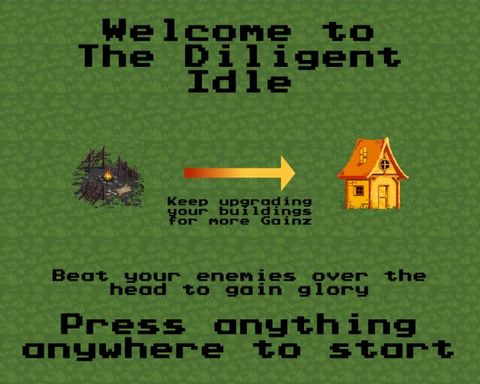 Welcome to
The Diligent
Idle
Keep upgrading
your buildings
for more Gainz
Beat your enemies over the
head to gain glory
Press anything
anywhere to start